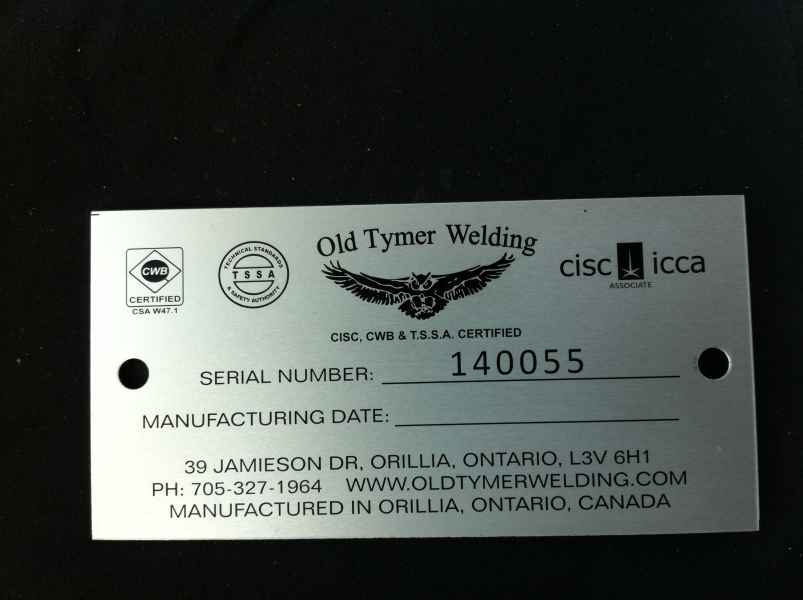 CWB
CERTIFIED
CSA W47.1
TECHNICAL STANDARDS
TSSA
& SAFETY AUTHORITY
Old Tymer Welding
cisc icca
ASSOCIATE
CISC, CWB & T.S.S.A. CERTIFIED
SERIAL NUMBER: 140055
MANUFACTURING DATE:
39 JAMIESON DR, ORILLIA, ONTARIO, L3V 6H1
PH: 705-327-1964 WWW.OLDTYMERWELDING.COM
MANUFACTURED IN ORILLIA, ONTARIO, CANADA